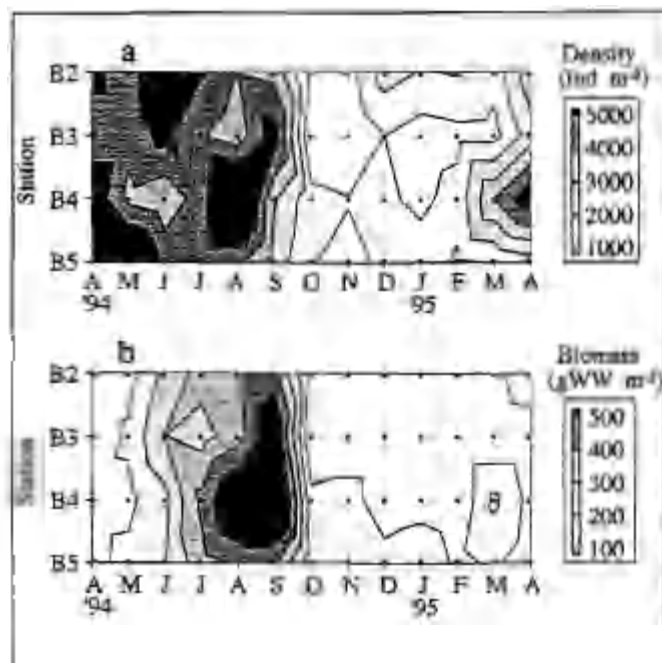 a
Density
(ind m⁻²)
B2
B3
B4
B5
Station
5000
4000
3000
2000
1000
A M J J A S O N D J F M A
'94 '95
b
Biomass
(gWW m⁻²)
B2
B3
B4
B5
Station
500
400
300
200
100
A M J J A S O N D J F M A
'94 '95